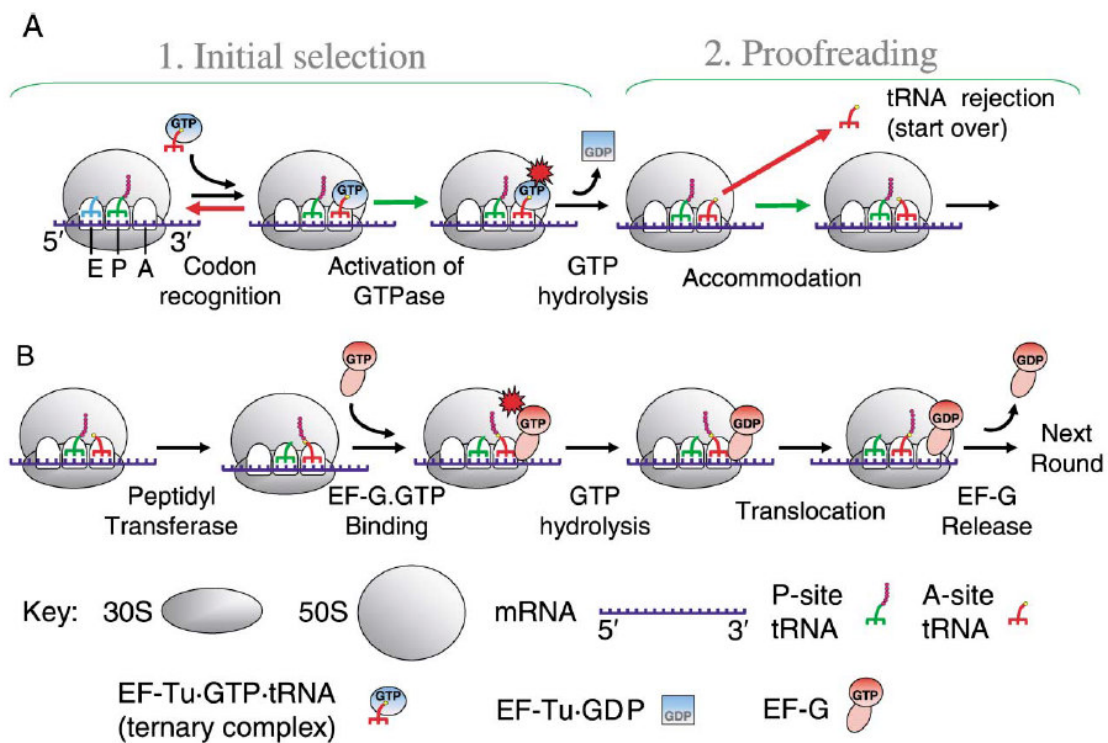 A
1. Initial selection
2. Proofreading
tRNA rejection
(start over)
GTP
GDP
GTP
GTP
5′
3′
E P A
Codon
recognition
Activation of
GTPase
GTP
hydrolysis
Accommodation
B
GTP
GTP
GDP
GDP
GDP
Next
Round
Peptidyl
Transferase
EF-G.GTP
Binding
GTP
hydrolysis
Translocation
EF-G
Release
Key:
30S
50S
mRNA
5′
3′
P-site
tRNA
A-site
tRNA
EF-Tu·GTP·tRNA
(ternary complex)
GTP
EF-Tu·GDP
GDP
EF-G
GTP